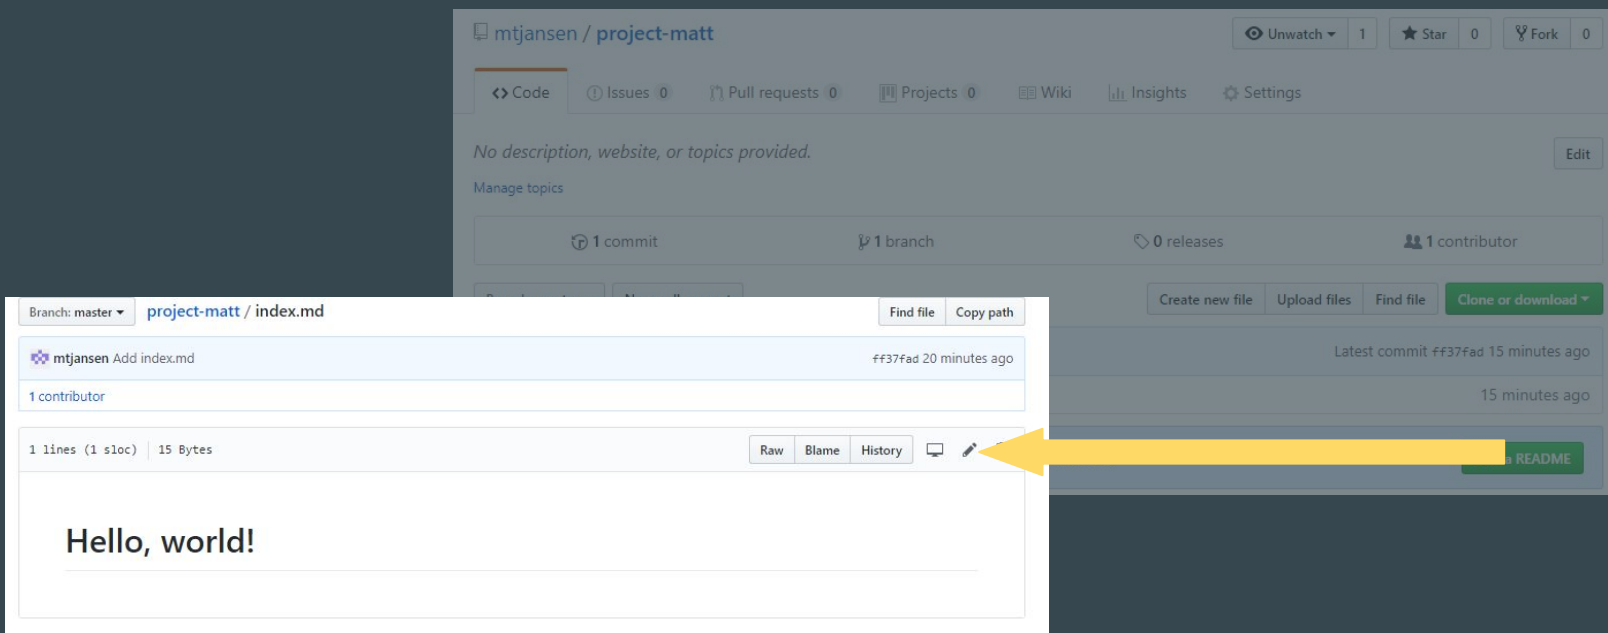 mtjansen / project-matt
Unwatch 1 Star 0 Fork 0
Code Issues 0 Pull requests 0 Projects 0 Wiki Insights Settings
No description, website, or topics provided.
Edit
Manage topics
1 commit 1 branch 0 releases 1 contributor
Create new file Upload files Find file Clone or download
Latest commit ff37fad 15 minutes ago
15 minutes ago
README
Branch: master project-matt / index.md Find file Copy path
mtjansen Add index.md ff37fad 20 minutes ago
1 contributor
1 lines (1 sloc) 15 Bytes Raw Blame History
Hello, world!